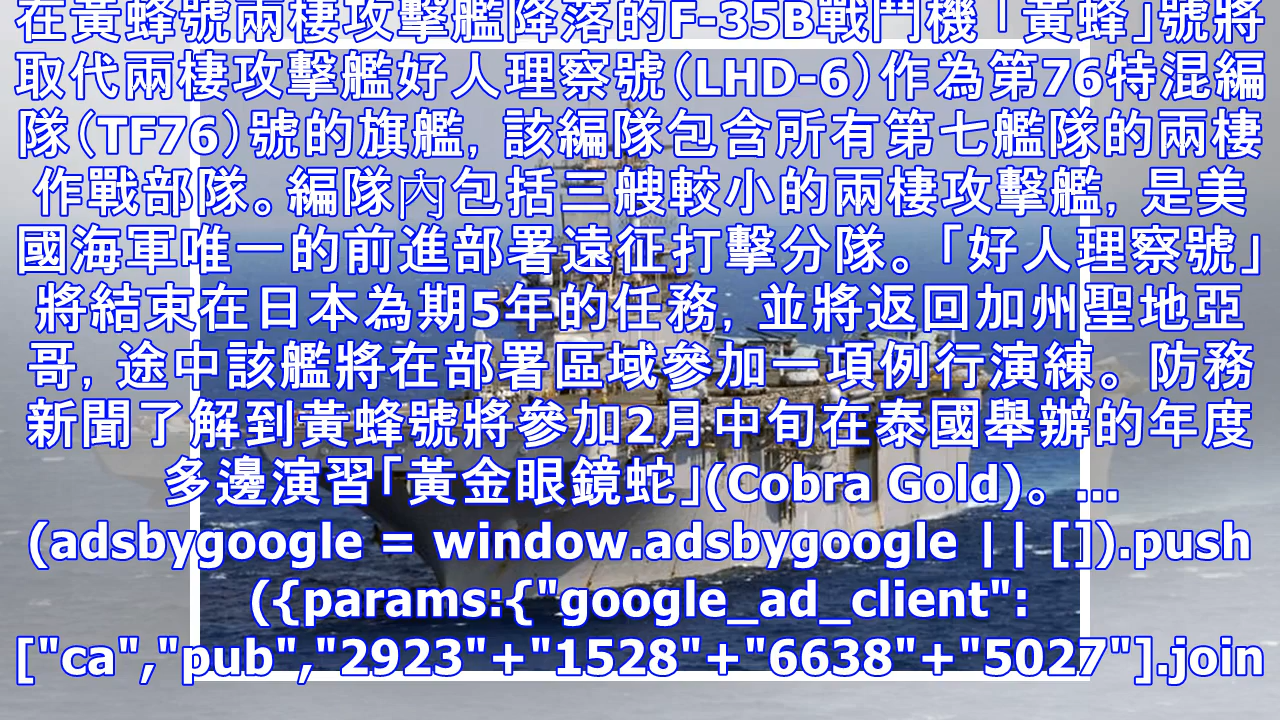 在黃蜂號兩棲攻擊艦降落的F-35B戰鬥機「黃蜂」號將
取代兩棲攻擊艦好人理察號(LHD-6)作為第76特混編
隊(TF76)號的旗艦, 該編隊包含所有第七艦隊的兩棲
作戰部隊。編隊內包括三艘較小的兩棲攻擊艦, 是美
國海軍唯一的前進部署遠征打擊分隊。「好人理察號」
將結束在日本為期5年的任務, 並將返回加州聖地亞
哥, 途中該艦將在部署區域參加一項例行演練。防務
新聞了解到黃蜂號將參加2月中旬在泰國舉辦的年度
多邊演習「黃金眼鏡蛇」(Cobra Gold)。...
(adsbygoogle = window.adsbygoogle || []).push
({params:{"google_ad_client":
["ca","pub","2923"+"1528"+"6638"+"5027"].join